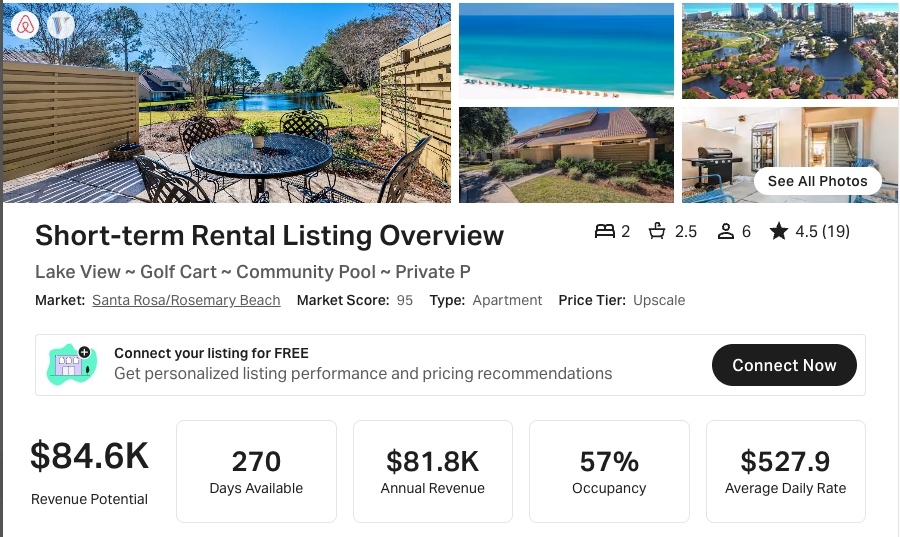 See All Photos
Short-term Rental Listing Overview
2 2.5 6 4.5 (19)
Lake View ~ Golf Cart ~ Community Pool ~ Private P
Market: Santa Rosa/Rosemary Beach Market Score: 95 Type: Apartment Price Tier: Upscale
Connect your listing for FREE
Get personalized listing performance and pricing recommendations
Connect Now
$84.6K
Revenue Potential
270
Days Available
$81.8K
Annual Revenue
57%
Occupancy
$527.9
Average Daily Rate